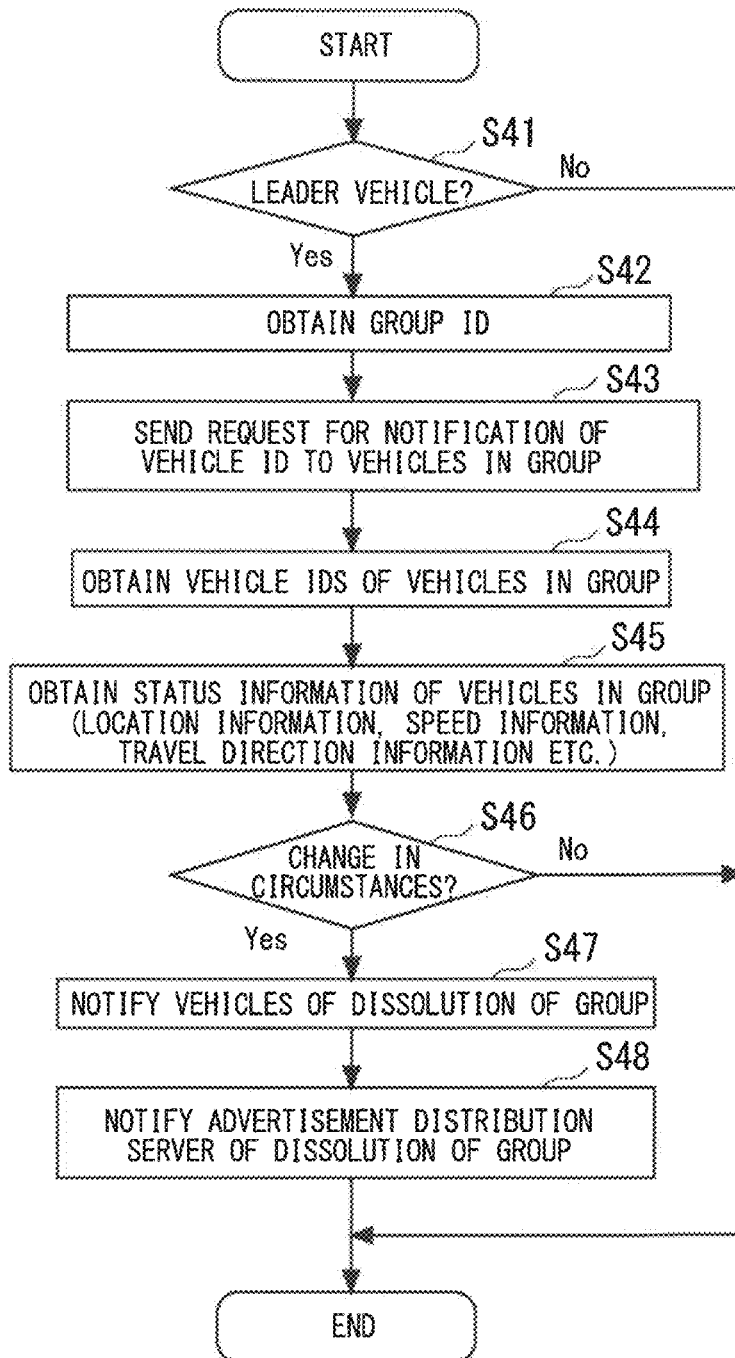 START
S41
LEADER VEHICLE?
No
Yes
S42
OBTAIN GROUP ID
S43
SEND REQUEST FOR NOTIFICATION OF
VEHICLE ID TO VEHICLES IN GROUP
S44
OBTAIN VEHICLE IDS OF VEHICLES IN GROUP
S45
OBTAIN STATUS INFORMATION OF VEHICLES IN GROUP
(LOCATION INFORMATION, SPEED INFORMATION,
TRAVEL DIRECTION INFORMATION ETC.)
S46
CHANGE IN
CIRCUMSTANCES?
No
Yes
S47
NOTIFY VEHICLES OF DISSOLUTION OF GROUP
S48
NOTIFY ADVERTISEMENT DISTRIBUTION
SERVER OF DISSOLUTION OF GROUP
END